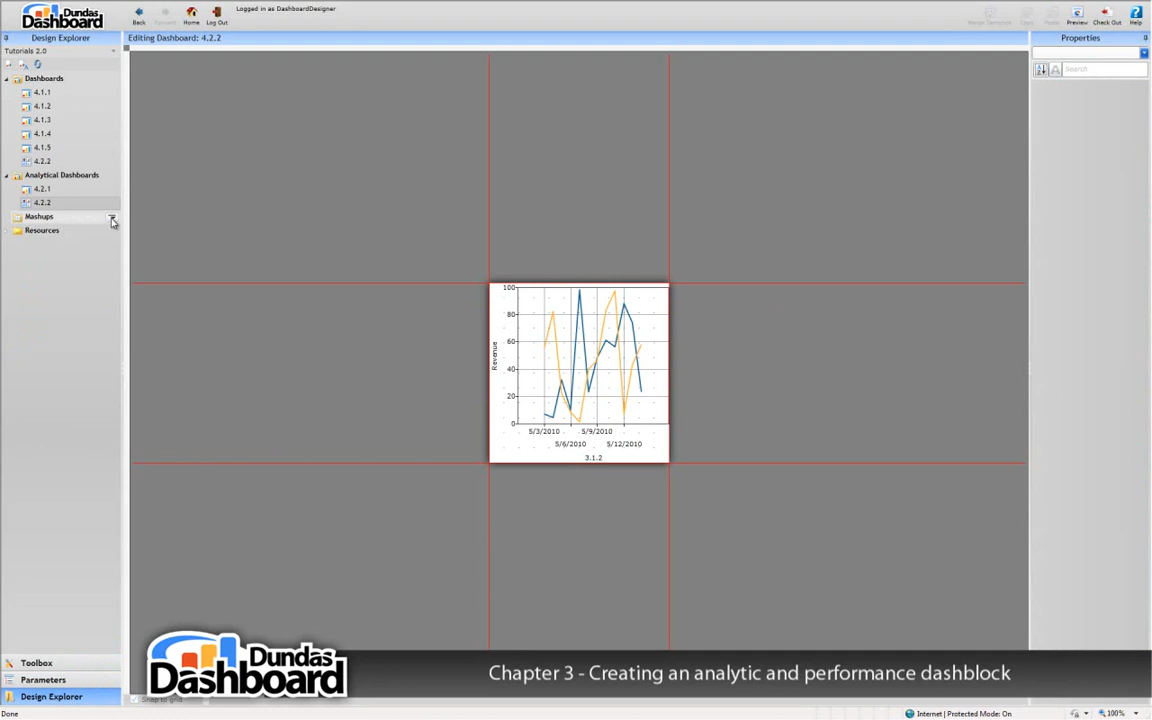 Dundas
Dashboard
Back
Forward
Home
Log Out
Logged in as DashboardDesigner
Preview
Check Out
Help
Design Explorer
Editing Dashboard: 4.2.2
Properties
Tutorials 2.0
Search
Dashboards
4.1.1
4.1.2
4.1.3
4.1.4
4.1.5
4.2.2
Analytical Dashboards
4.2.1
4.2.2
Mashups
Resources
100
80
60
40
20
0
Revenue
5/3/2010
5/9/2010
5/6/2010
5/12/2010
3.1.2
Toolbox
Parameters
Design Explorer
Dundas
Dashboard
Chapter 3 - Creating an analytic and performance dashblock
Snap to grid
Done
Internet | Protected Mode: On
100%